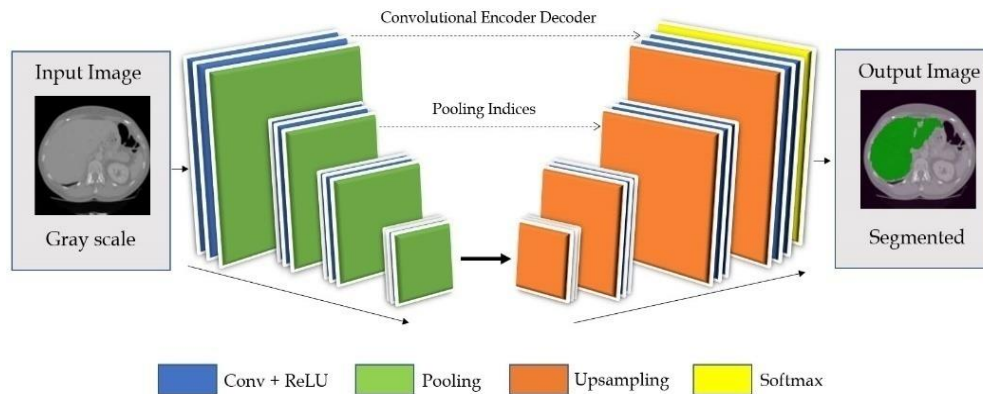 Convolutional Encoder Decoder
Input Image
Output Image
Pooling Indices
Gray scale
Segmented
Conv + ReLU
Pooling
Upsampling
Softmax